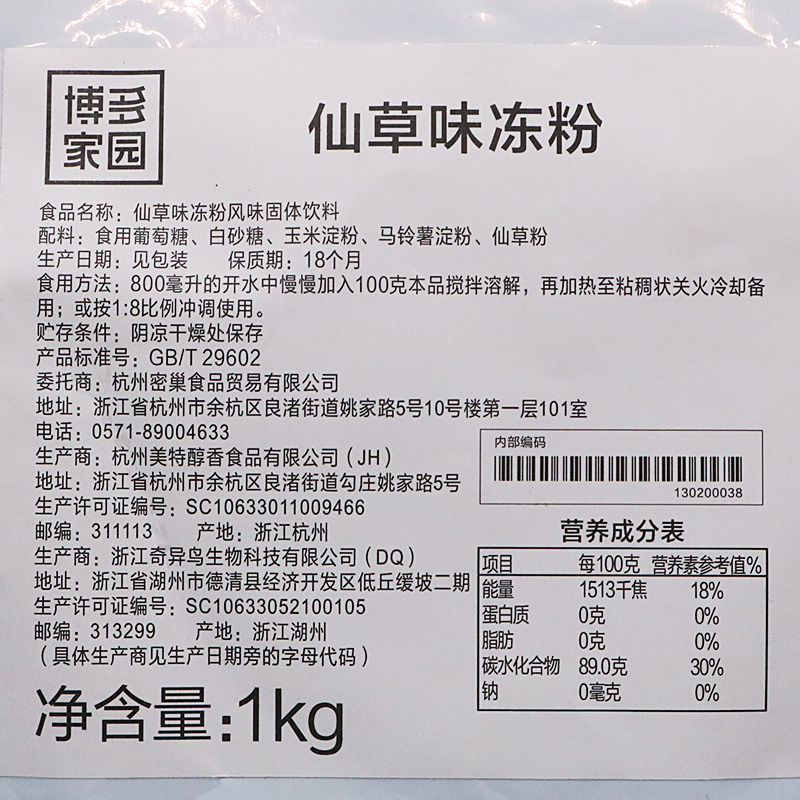 博多
家园
仙草味冻粉
食品名称：仙草味冻粉风味固体饮料
配料：食用葡萄糖、白砂糖、玉米淀粉、马铃薯淀粉、仙草粉
生产日期：见包装 保质期：18个月
食用方法：800毫升的开水中慢慢加入100克本品搅拌溶解，再加热至粘稠状关火冷却备
用；或按1:8比例冲调使用。
贮存条件：阴凉干燥处保存
产品标准号：GB/T 29602
委托商：杭州密巢食品贸易有限公司
地址：浙江省杭州市余杭区良渚街道姚家路5号10号楼第一层101室
电话：0571-89004633
生产商：杭州美特醇香食品有限公司（JH）
地址：浙江省杭州市余杭区良渚街道勾庄姚家路5号
生产许可证编号：SC10633011009466
邮编：311113 产地：浙江杭州
生产商：浙江奇异鸟生物科技有限公司（DQ）
地址：浙江省湖州市德清县经济开发区低丘缓坡二期
生产许可证编号：SC10633052100105
邮编：313299 产地：浙江湖州
（具体生产商见生产日期旁的字母代码）
净含量:1kg
内部编码
130200038
营养成分表
项目 每100克 营养素参考值%
能量 1513千焦 18%
蛋白质 0克 0%
脂肪 0克 0%
碳水化合物 89.0克 30%
钠 0毫克 0%